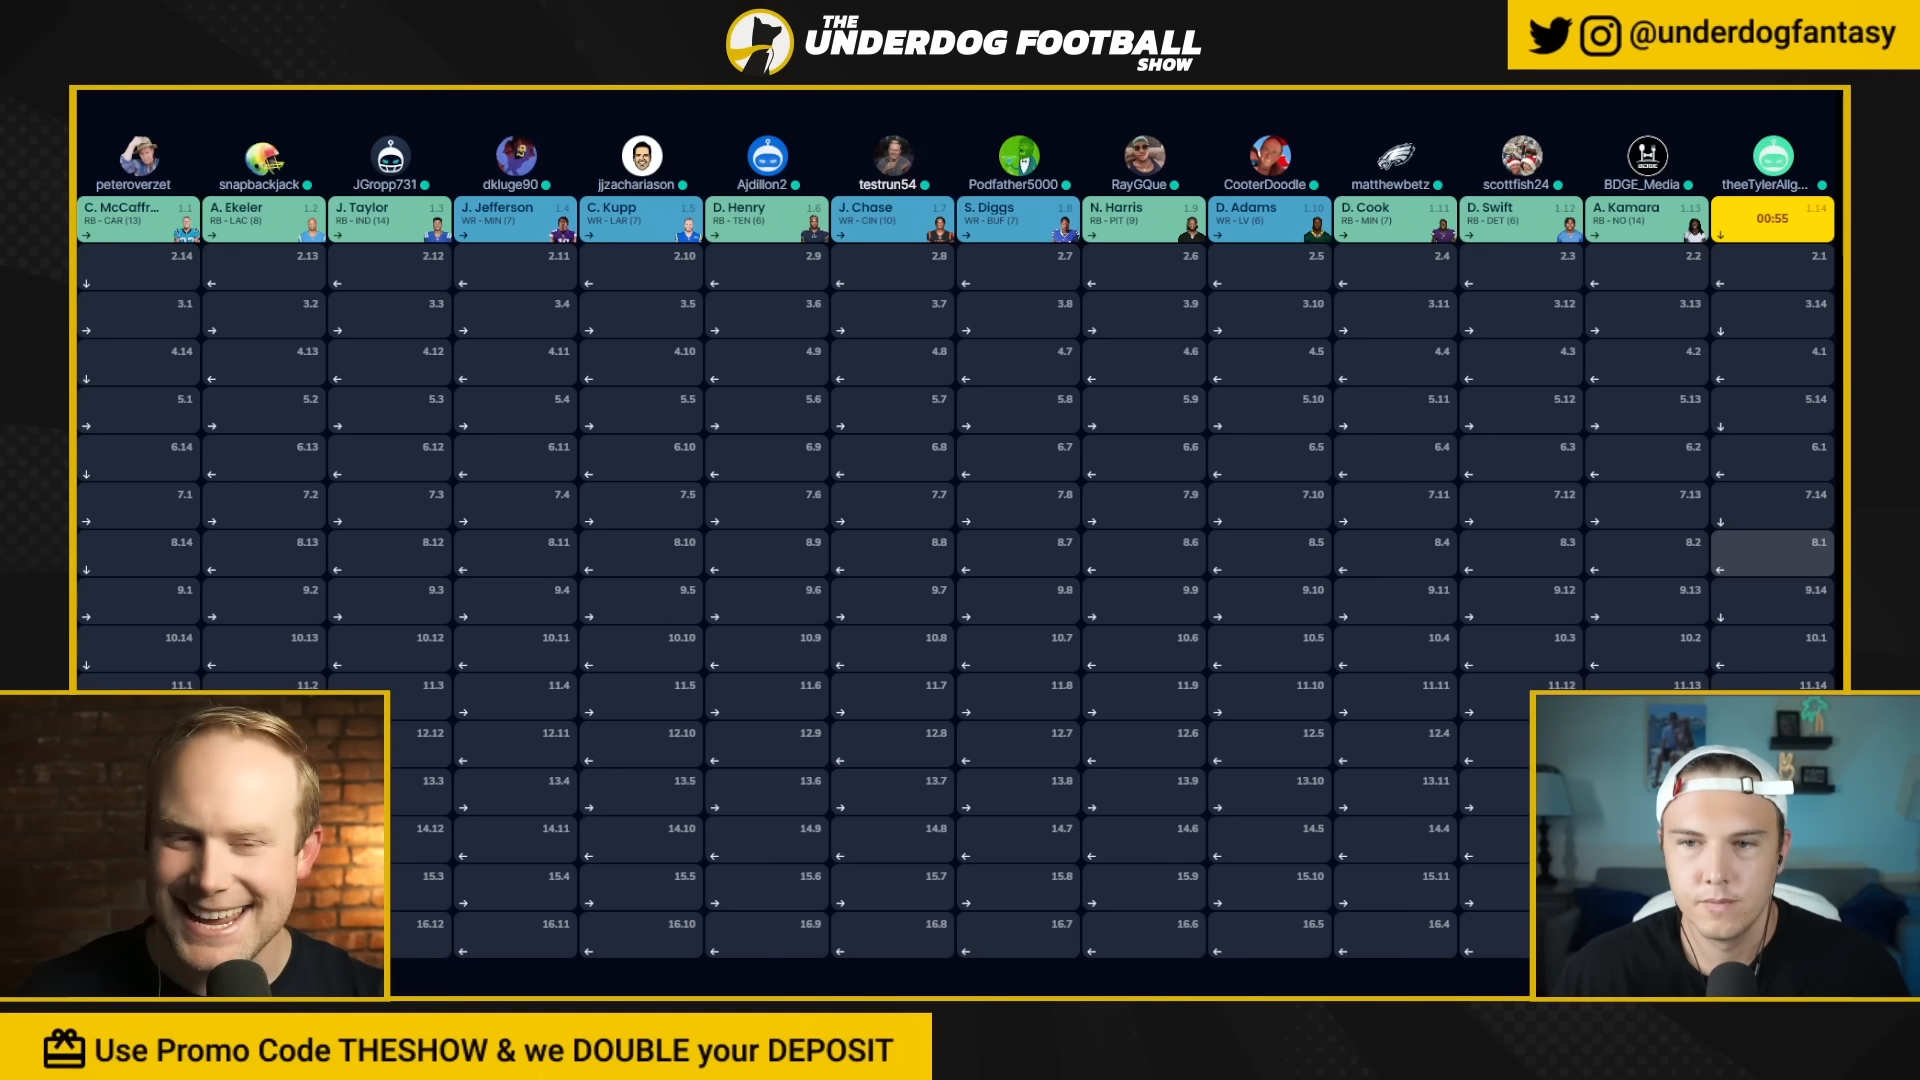 THE
UNDERDOG FOOTBALL
SHOW
@underdogfantasy
peteroverzet snapbackjack JGropp731 dkluge90 jjzachariason Ajdillon2 testrun54 Podfather5000 RayGQue CooterDoodle matthewbetz scottfish24 BDGE_Media theeTylerAllg...
C. McCaffr... 1.1 A. Ekeler 1.2 J. Taylor 1.3 J. Jefferson 1.4 C. Kupp 1.5 D. Henry 1.6 J. Chase 1.7 S. Diggs 1.8 N. Harris 1.9 D. Adams 1.10 D. Cook 1.11 D. Swift 1.12 A. Kamara 1.13 1.14
RB - CAR (13) RB - LAC (8) RB - IND (14) WR - MIN (7) WR - LAR (7) RB - TEN (6) WR - CIN (10) WR - BUF (7) RB - PIT (9) WR - LV (6) RB - MIN (7) RB - DET (6) RB - NO (14) 00:55
2.14 2.13 2.12 2.11 2.10 2.9 2.8 2.7 2.6 2.5 2.4 2.3 2.2 2.1
3.1 3.2 3.3 3.4 3.5 3.6 3.7 3.8 3.9 3.10 3.11 3.12 3.13 3.14
4.14 4.13 4.12 4.11 4.10 4.9 4.8 4.7 4.6 4.5 4.4 4.3 4.2 4.1
5.1 5.2 5.3 5.4 5.5 5.6 5.7 5.8 5.9 5.10 5.11 5.12 5.13 5.14
6.14 6.13 6.12 6.11 6.10 6.9 6.8 6.7 6.6 6.5 6.4 6.3 6.2 6.1
7.1 7.2 7.3 7.4 7.5 7.6 7.7 7.8 7.9 7.10 7.11 7.12 7.13 7.14
8.14 8.13 8.12 8.11 8.10 8.9 8.8 8.7 8.6 8.5 8.4 8.3 8.2 8.1
9.1 9.2 9.3 9.4 9.5 9.6 9.7 9.8 9.9 9.10 9.11 9.12 9.13 9.14
10.14 10.13 10.12 10.11 10.10 10.9 10.8 10.7 10.6 10.5 10.4 10.3 10.2 10.1
11.1 11.2 11.3 11.4 11.5 11.6 11.7 11.8 11.9 11.10 11.11 11.12 11.13 11.14
12.12 12.11 12.10 12.9 12.8 12.7 12.6 12.5 12.4
13.3 13.4 13.5 13.6 13.7 13.8 13.9 13.10 13.11
14.12 14.11 14.10 14.9 14.8 14.7 14.6 14.5 14.4
15.3 15.4 15.5 15.6 15.7 15.8 15.9 15.10 15.11
16.12 16.11 16.10 16.9 16.8 16.7 16.6 16.5 16.4
Use Promo Code THESHOW & we DOUBLE your DEPOSIT